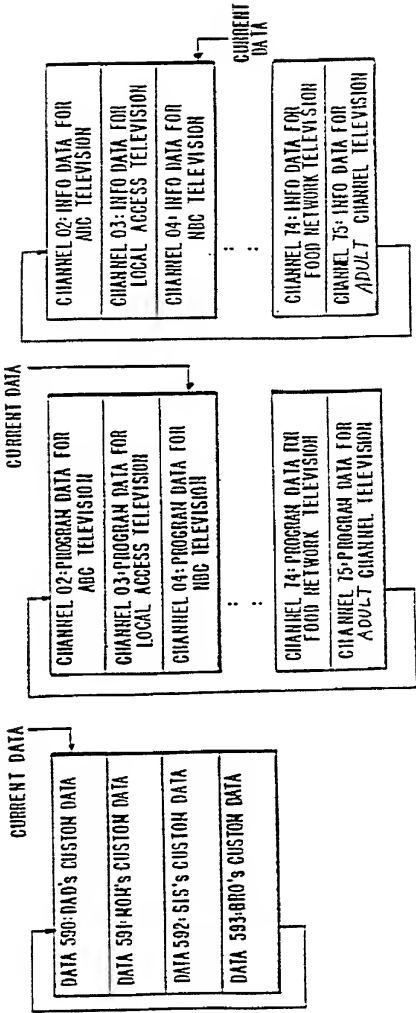 CURRENT DATA
DATA 590: DAD's CUSTOM DATA
DATA 591: MOM's CUSTOM DATA
DATA 592: SIS's CUSTOM DATA
DATA 593: BRO's CUSTOM DATA
CURRENT DATA
CHANNEL 02: PROGRAM DATA FOR
ABC TELEVISION
CHANNEL 03: PROGRAM DATA FOR
LOCAL ACCESS TELEVISION
CHANNEL 04: PROGRAM DATA FOR
NBC TELEVISION
: :
CHANNEL 74: PROGRAM DATA FOR
FOOD NETWORK TELEVISION
CHANNEL 75: PROGRAM DATA FOR
ADULT CHANNEL TELEVISION
CHANNEL 02: INFO DATA FOR
ABC TELEVISION
CHANNEL 03: INFO DATA FOR
LOCAL ACCESS TELEVISION
CHANNEL 04: INFO DATA FOR
NBC TELEVISION
CURRENT
DATA
: :
CHANNEL 74: INFO DATA FOR
FOOD NETWORK TELEVISION
CHANNEL 75: INFO DATA FOR
ADULT CHANNEL TELEVISION